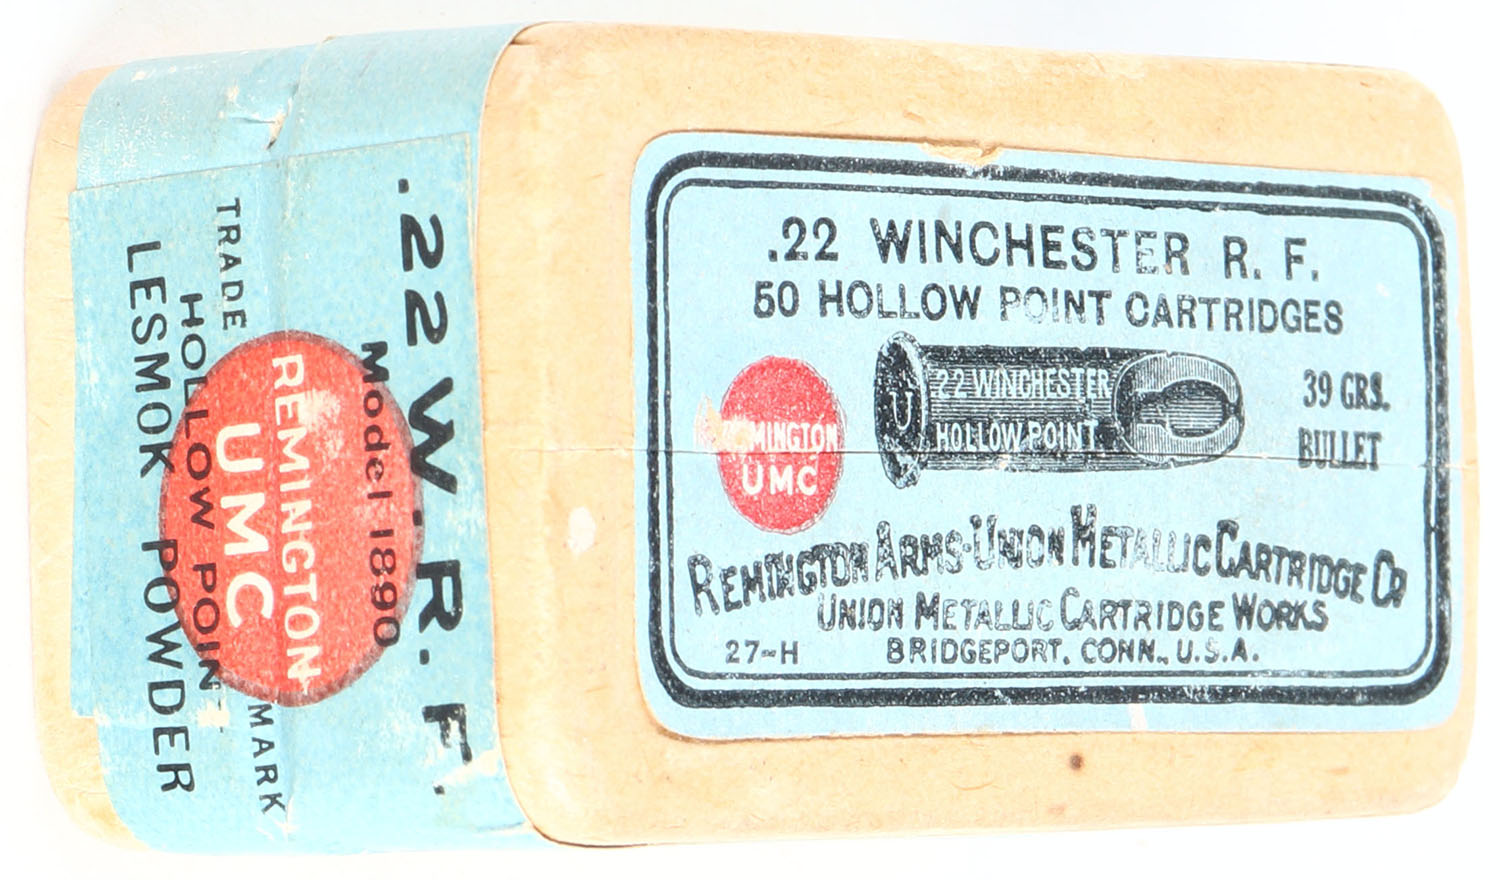 .22 WINCHESTER R. F.
50 HOLLOW POINT CARTRIDGES
22 WINCHESTER
HOLLOW POINT
U
39 GRS.
BULLET
REMINGTON
UMC
REMINGTON ARMS-UNION METALLIC CARTRIDGE CO
UNION METALLIC CARTRIDGE WORKS
27-H
BRIDGEPORT, CONN., U.S.A.
.22 W.R.F.
Model 1890
REMINGTON
UMC
TRADE MARK
HOLLOW POINT
LESMOK POWDER